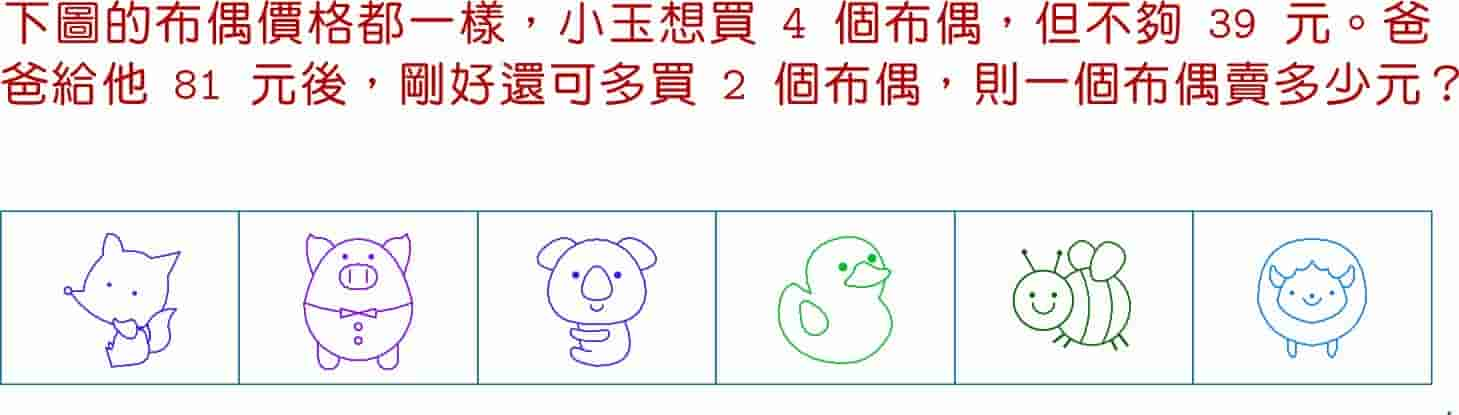 下圖的布偶價格都一樣，小玉想買 4 個布偶，但不夠 39 元。爸
爸給他 81 元後，剛好還可多買 2 個布偶，則一個布偶賣多少元？